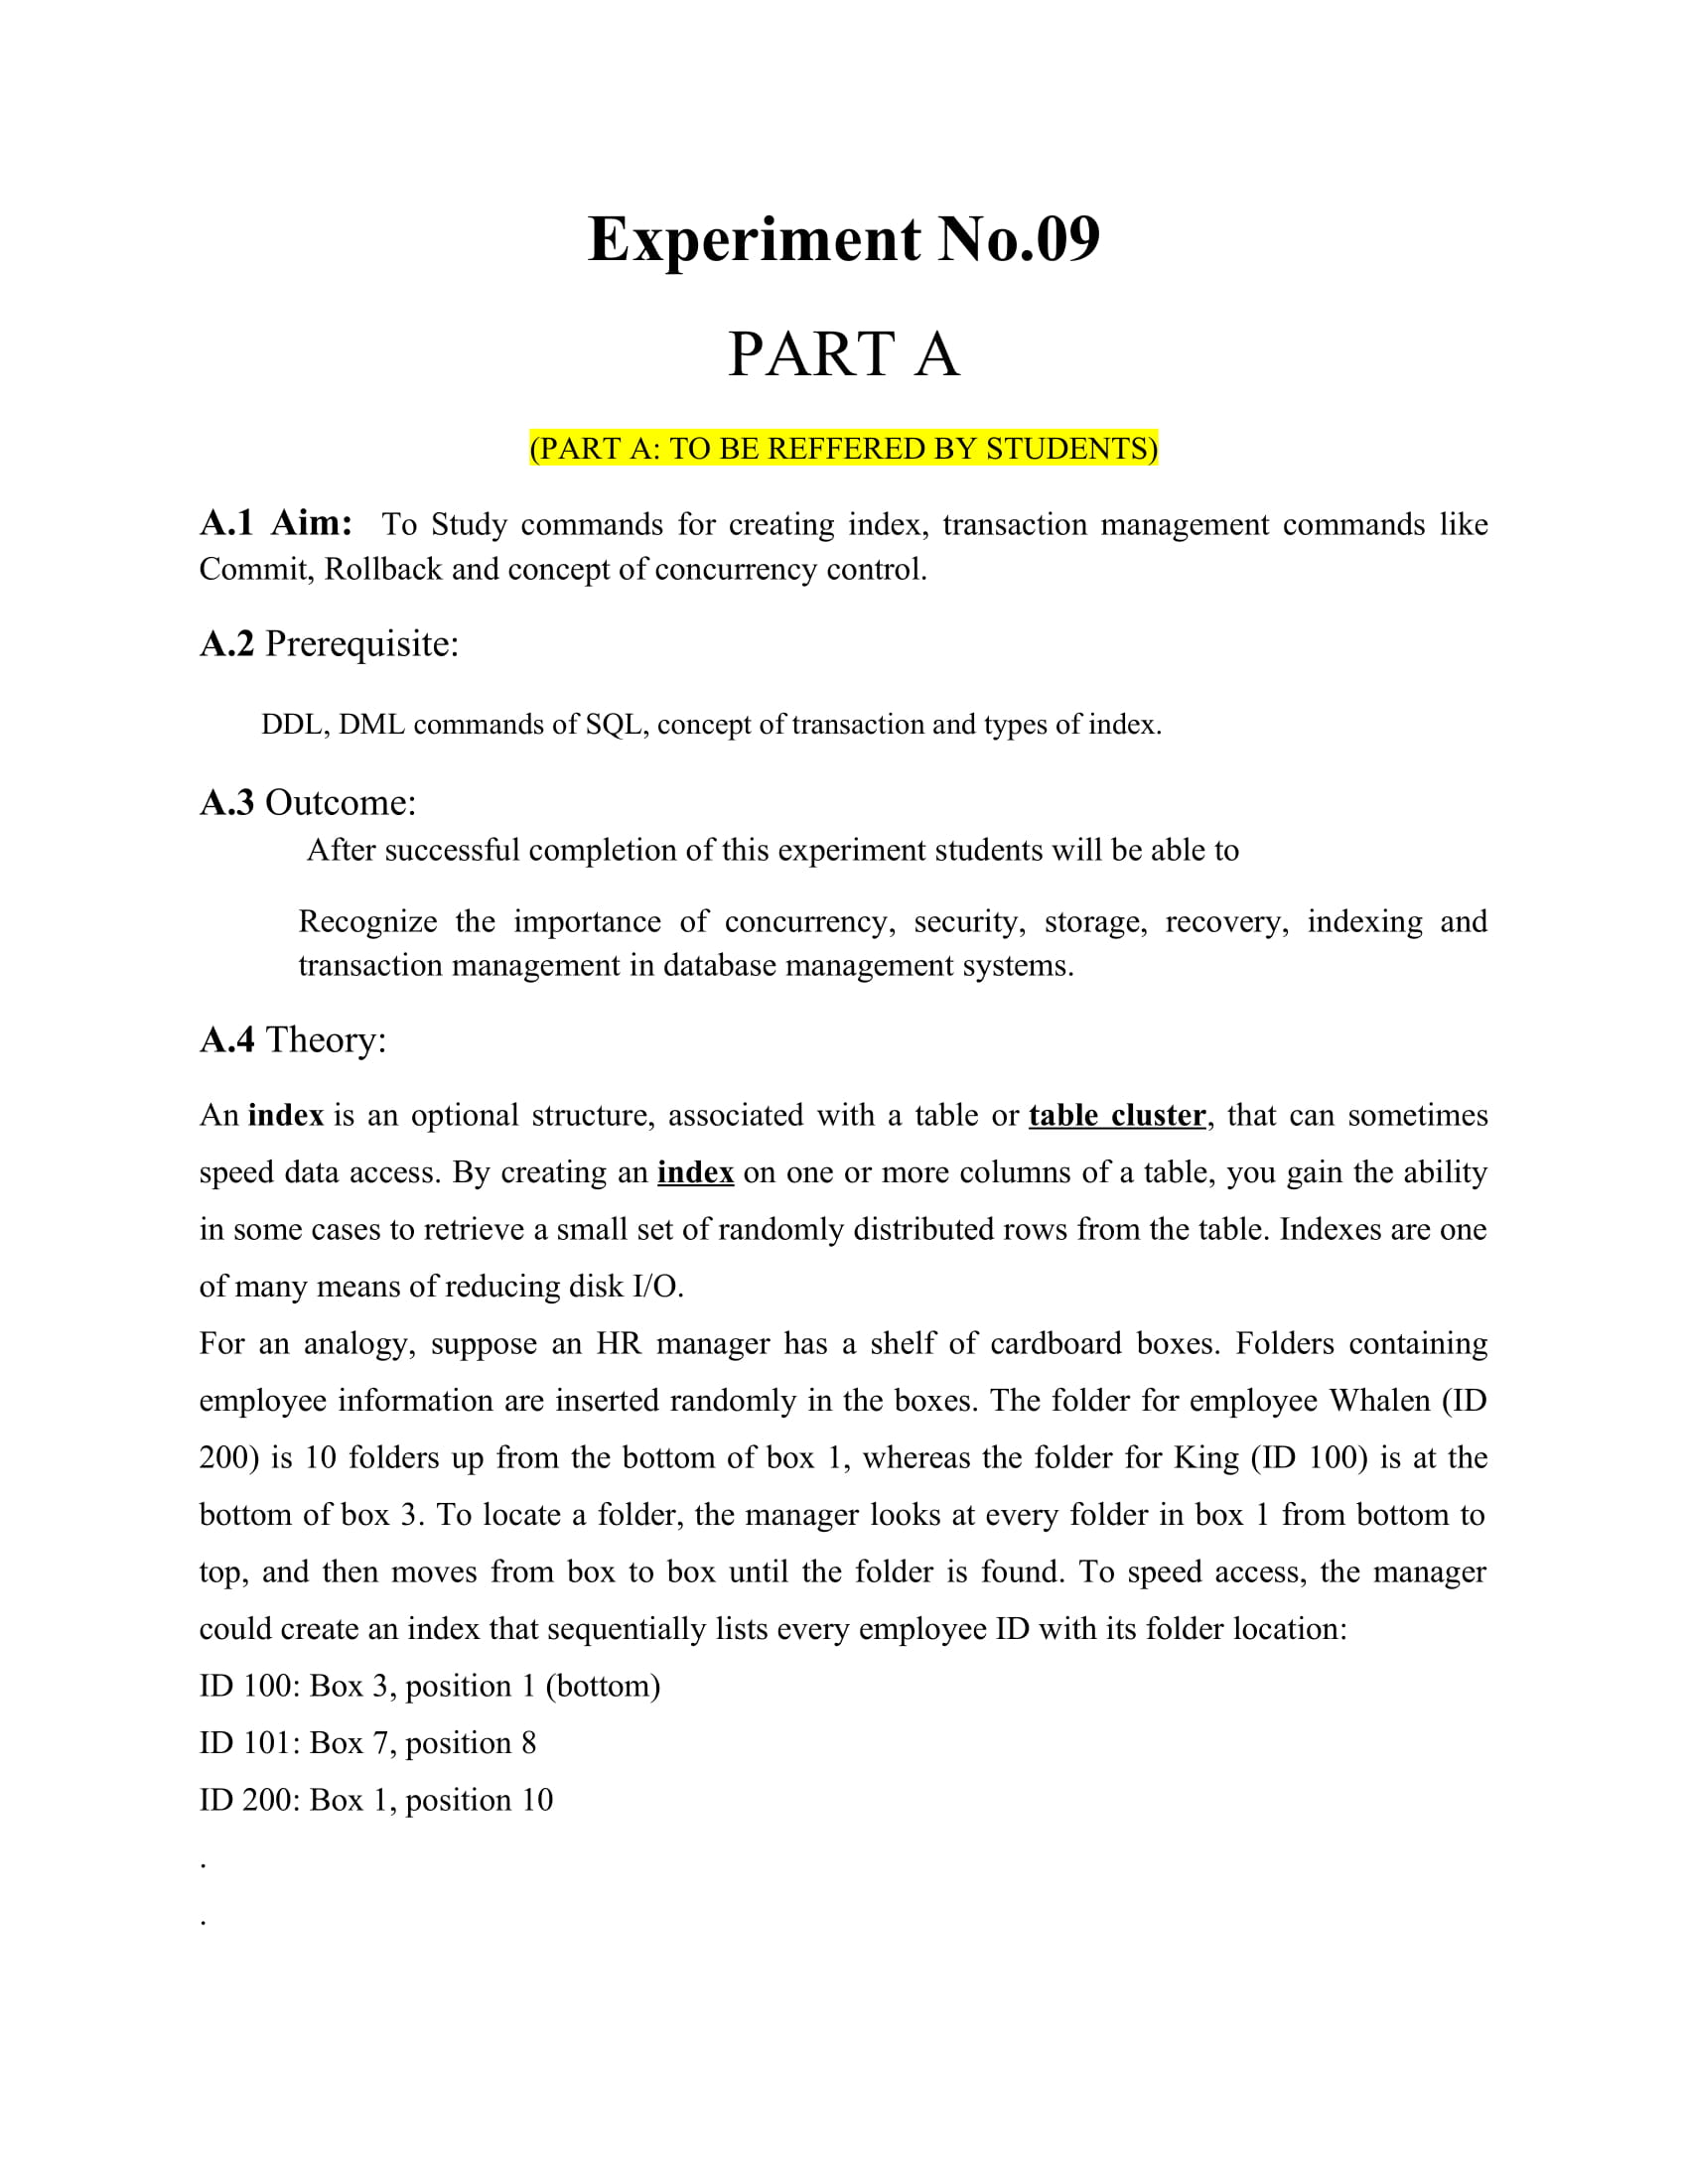 Experiment No.09
PART A
(PART A: TO BE REFFERED BY STUDENTS)
A.1 Aim: To Study commands for creating index, transaction management commands like
Commit, Rollback and concept of concurrency control.
A.2 Prerequisite:
DDL, DML commands of SQL, concept of transaction and types of index.
A.3 Outcome:
After successful completion of this experiment students will be able to
Recognize the importance of concurrency, security, storage, recovery, indexing and
transaction management in database management systems.
A.4 Theory:
An index is an optional structure, associated with a table or table cluster, that can sometimes
speed data access. By creating an index on one or more columns of a table, you gain the ability
in some cases to retrieve a small set of randomly distributed rows from the table. Indexes are one
of many means of reducing disk I/O.
For an analogy, suppose an HR manager has a shelf of cardboard boxes. Folders containing
employee information are inserted randomly in the boxes. The folder for employee Whalen (ID
200) is 10 folders up from the bottom of box 1, whereas the folder for King (ID 100) is at the
bottom of box 3. To locate a folder, the manager looks at every folder in box 1 from bottom to
top, and then moves from box to box until the folder is found. To speed access, the manager
could create an index that sequentially lists every employee ID with its folder location:
ID 100: Box 3, position 1 (bottom)
ID 101: Box 7, position 8
ID 200: Box 1, position 10
.
.